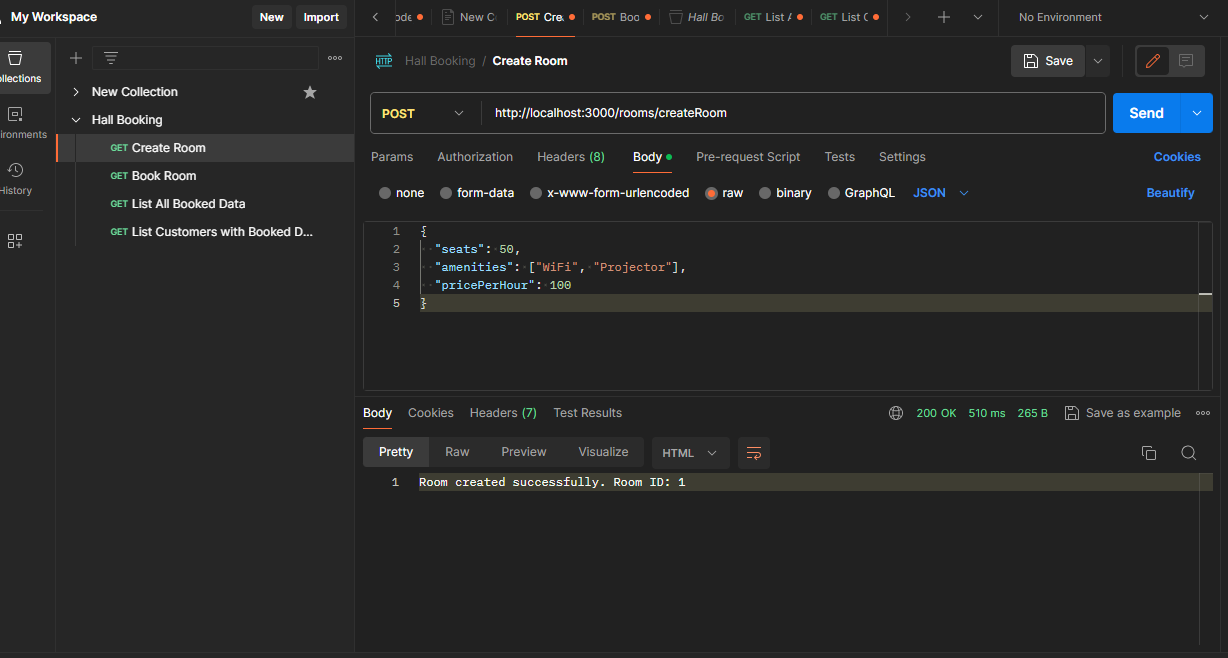 My Workspace New Import
ode New C POST Crea POST Boo Hall Bo GET List A GET List C No Environment
ollections
HTTP Hall Booking / Create Room Save
New Collection
Hall Booking
POST http://localhost:3000/rooms/createRoom Send
ironments
GET Create Room
Params Authorization Headers (8) Body Pre-request Script Tests Settings Cookies
GET Book Room
History
none form-data x-www-form-urlencoded raw binary GraphQL JSON Beautify
GET List All Booked Data
GET List Customers with Booked D...
1 {
2 "seats": 50,
3 "amenities": ["WiFi", "Projector"],
4 "pricePerHour": 100
5 }
Body Cookies Headers (7) Test Results 200 OK 510 ms 265 B Save as example
Pretty Raw Preview Visualize HTML
1 Room created successfully. Room ID: 1